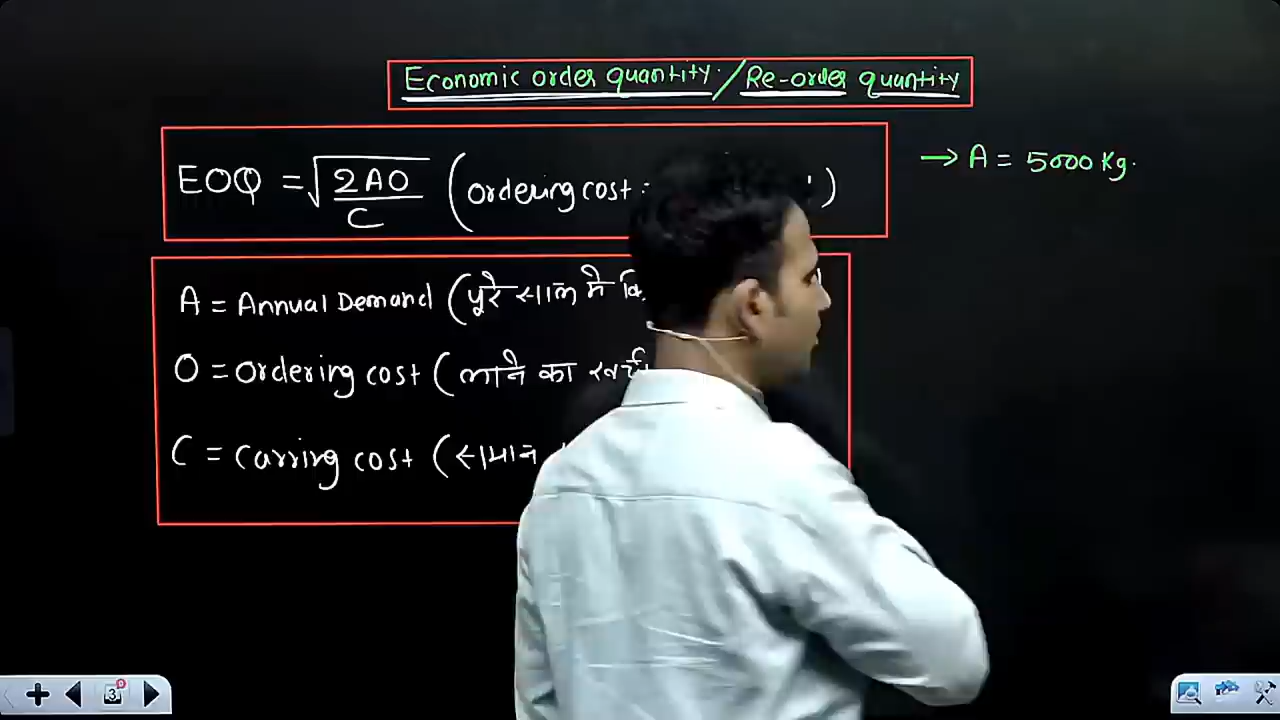 Economic order quantity / Re-order quantity
EOQ = √2AO/C (ordering cost = )
→ A = 5000 Kg.
A = Annual Demand (पूरे साल मे
O = Ordering cost (लाने का खर्च
C = Carring cost (सामान
3